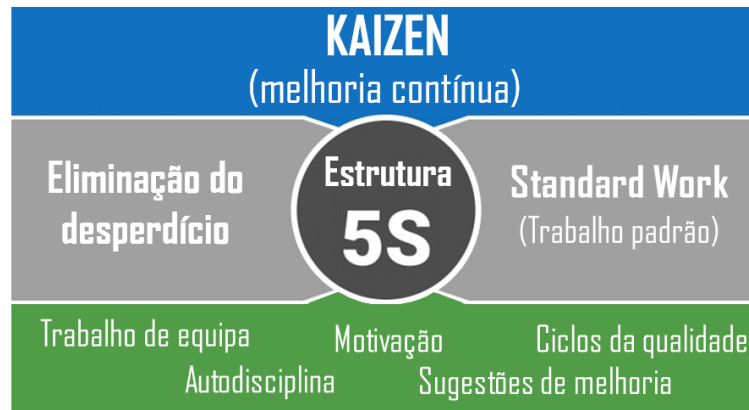 KAIZEN
(melhoria contínua)
Eliminação do
desperdício
Estrutura
5S
Standard Work
(Trabalho padrão)
Trabalho de equipa
Motivação
Ciclos da qualidade
Autodisciplina
Sugestões de melhoria